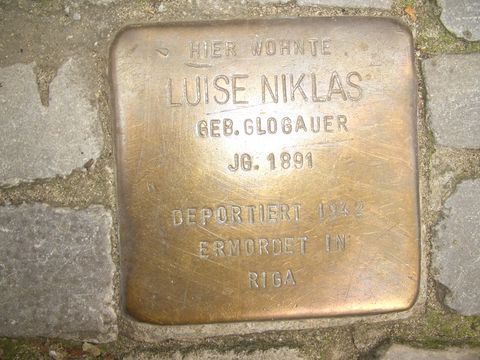 HIER WOHNTE
LUISE NIKLAS
GEB. GLOGAUER
JG. 1891
DEPORTIERT 1942
ERMORDET IN
RIGA